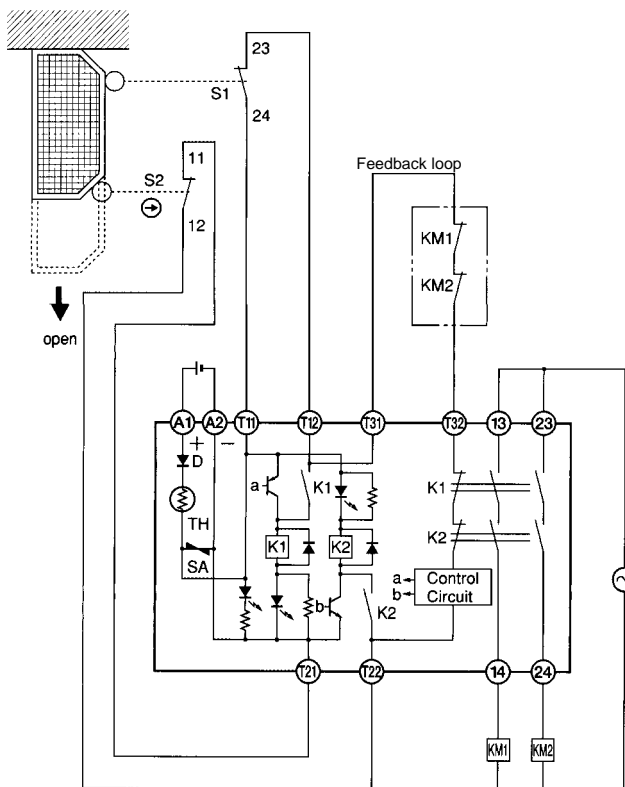 23
S1
24
11
S2
12
open
Feedback loop
KM1
KM2
A1
A2
T11
T12
T31
T32
13
23
+
−
D
a
K1
K1
TH
K1
K2
K2
SA
a
b
Control
Circuit
b
K2
T21
T22
14
24
KM1
KM2